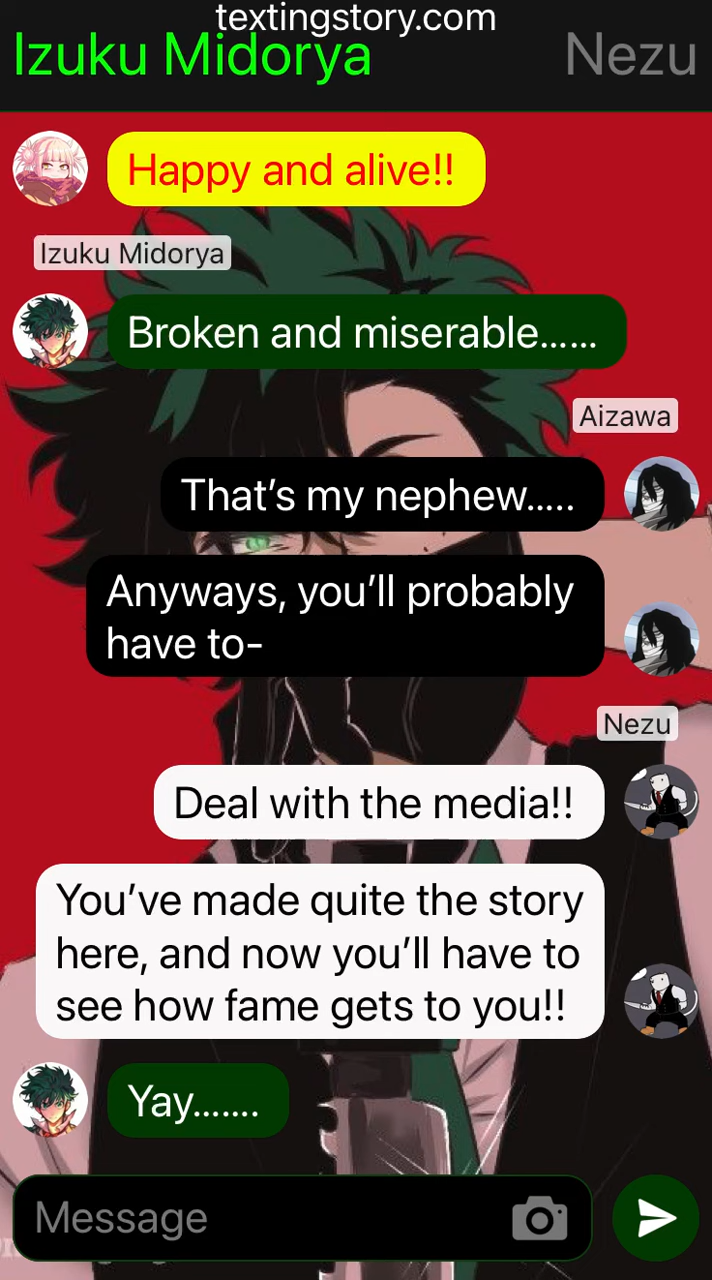 textingstory.com
Izuku Midorya
Nezu
Happy and alive!!
Izuku Midorya
Broken and miserable......
Aizawa
That's my nephew.....
Anyways, you'll probably
have to-
Nezu
Deal with the media!!
You've made quite the story
here, and now you'll have to
see how fame gets to you!!
Yay.......
Message